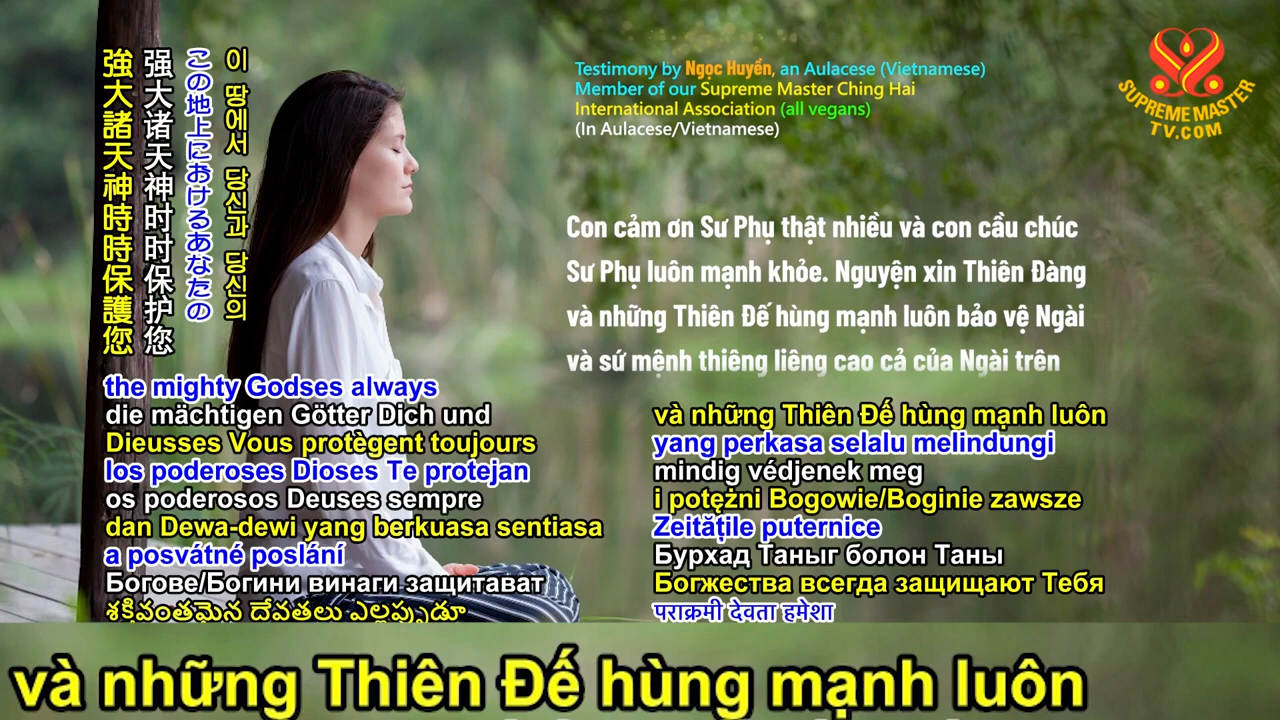 Testimony by Ngọc Huyền, an Aulacese (Vietnamese)
Member of our Supreme Master Ching Hai
International Association (all vegans)
(In Aulacese/Vietnamese)
SUPREME MASTER
TV.COM
強大諸天神時時保護您
强大诸天神时时保护您
この地上におけるあなたの
이 땅에서 당신과 당신의
Con cảm ơn Sư Phụ thật nhiều và con cầu chúc
Sư Phụ luôn mạnh khỏe. Nguyện xin Thiên Đàng
và những Thiên Đế hùng mạnh luôn bảo vệ Ngài
và sứ mệnh thiêng liêng cao cả của Ngài trên
the mighty Godses always
die mächtigen Götter Dich und
Dieusses Vous protègent toujours
los poderoses Dioses Te protejan
os poderosos Deuses sempre
dan Dewa-dewi yang berkuasa sentiasa
a posvátné poslání
Богове/Богини винаги защитават
శక్తివంతమైన దేవతలు ఎల్లప్పుడూ
và những Thiên Đế hùng mạnh luôn
yang perkasa selalu melindungi
mindig védjenek meg
i potężni Bogowie/Boginie zawsze
Zeitățile puternice
Бурхад Таныг болон Таны
Богжества всегда защищают Тебя
पराक्रमी देवता हमेशा
và những Thiên Đế hùng mạnh luôn